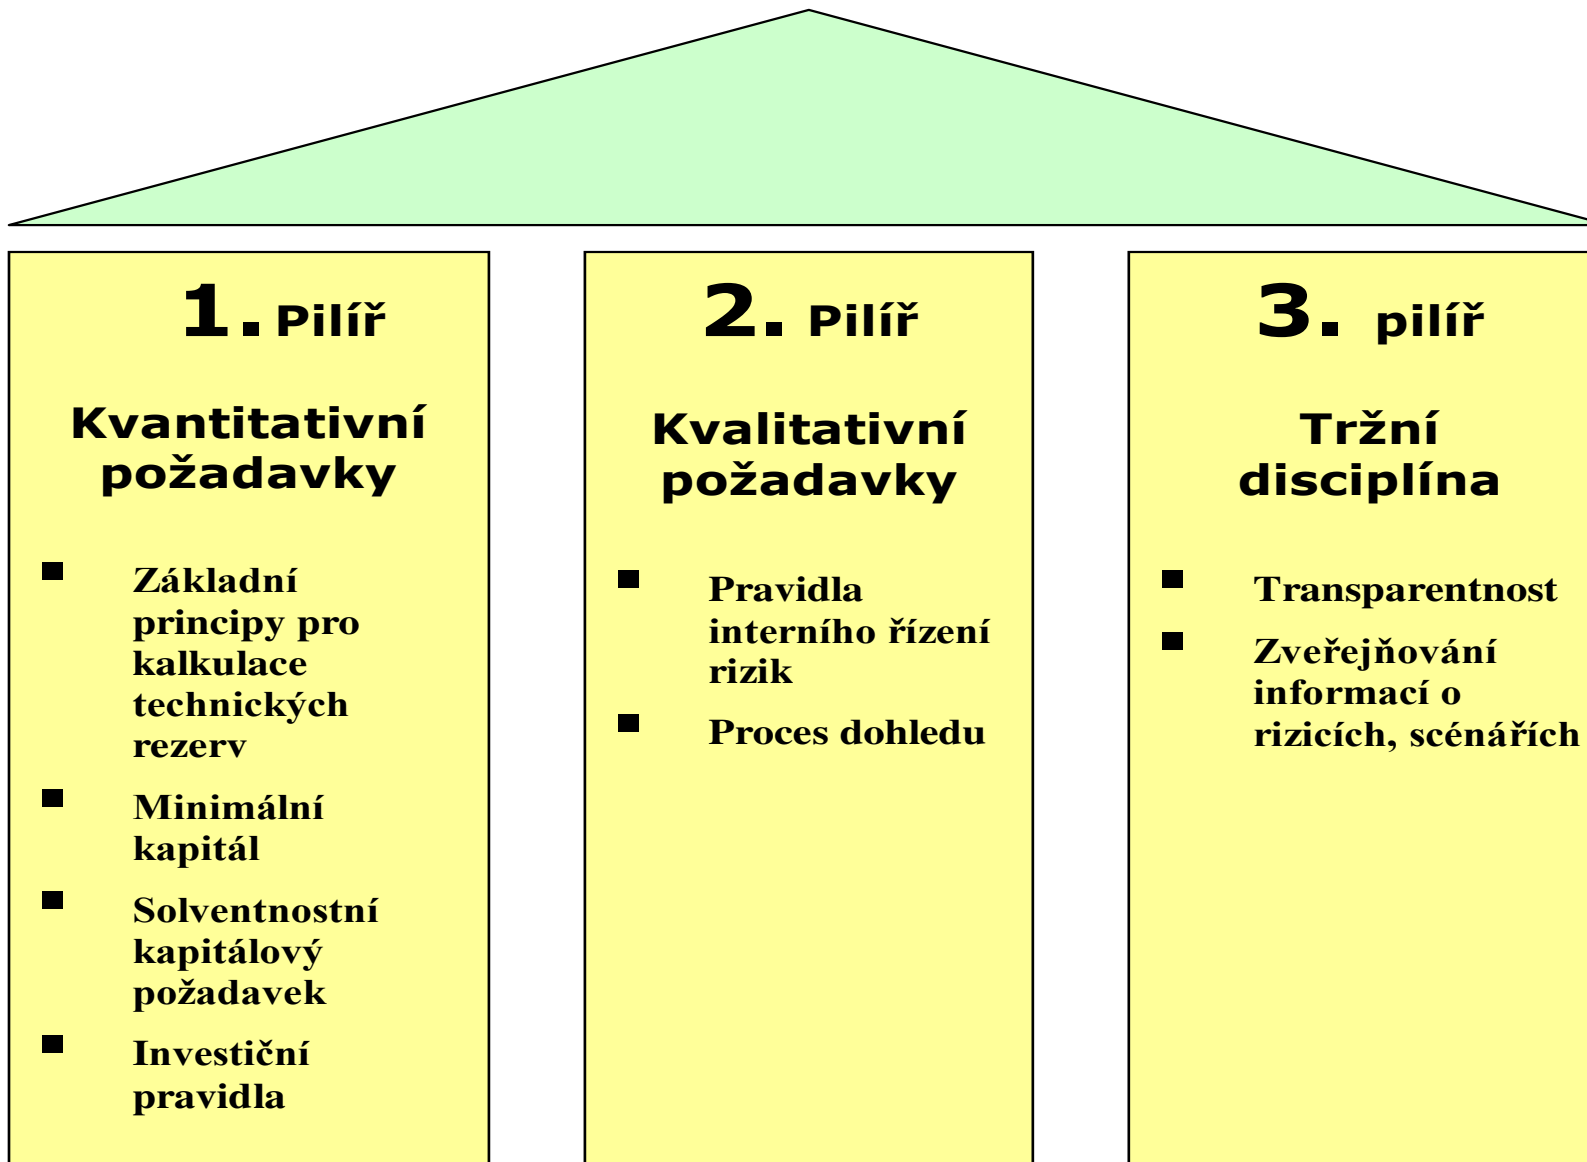 1. Pilíř
Kvantitativní
požadavky
Základní
principy pro
kalkulace
technických
rezerv
Minimální
kapitál
Solventnostní
kapitálový
požadavek
Investiční
pravidla
2. Pilíř
Kvalitativní
požadavky
Pravidla
interního řízení
rizik
Proces dohledu
3. pilíř
Tržní
disciplína
Transparentnost
Zveřejňování
informací o
rizicích, scénářích